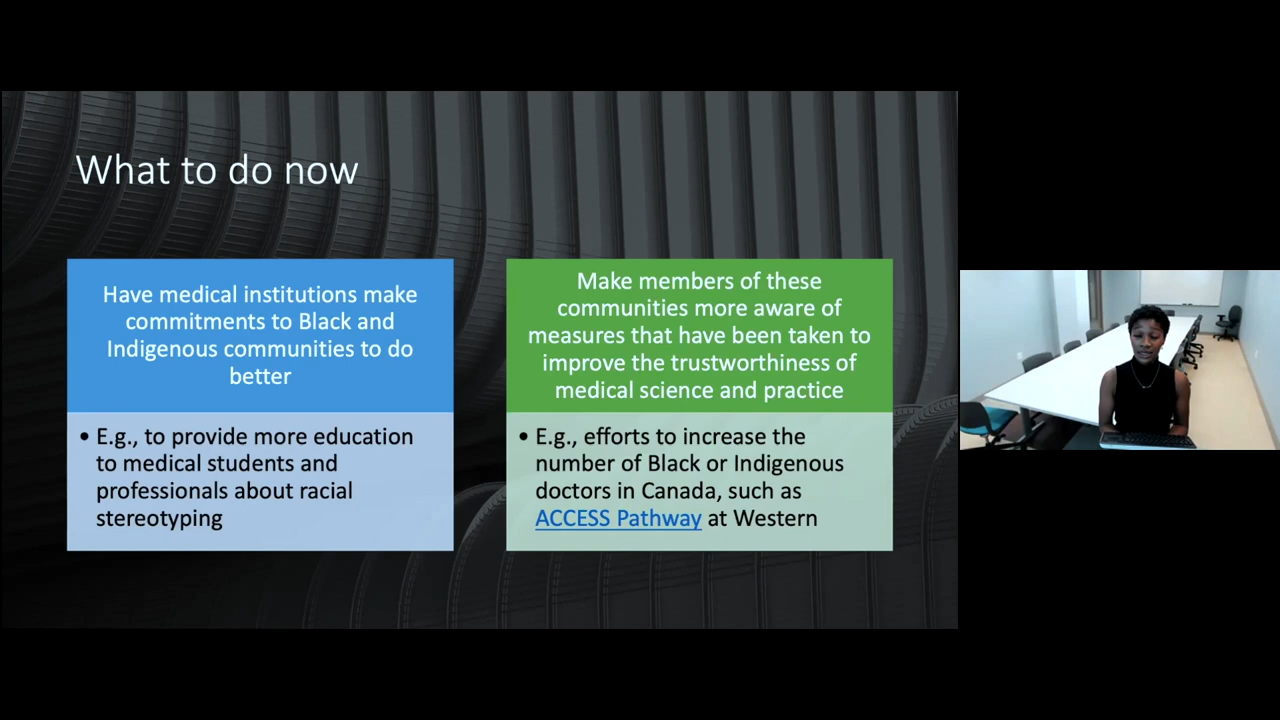 What to do now
Have medical institutions make
commitments to Black and
Indigenous communities to do
better
• E.g., to provide more education
to medical students and
professionals about racial
stereotyping
Make members of these
communities more aware of
measures that have been taken to
improve the trustworthiness of
medical science and practice
• E.g., efforts to increase the
number of Black or Indigenous
doctors in Canada, such as
ACCESS Pathway at Western